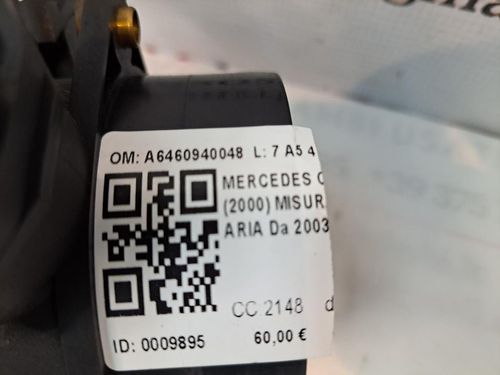 OM: A6460940048 L: 7 A5 4
MERCEDES C
(2000) MISUR
ARIA Da 2003
CC 2148 d
ID: 0009895 60,00 €